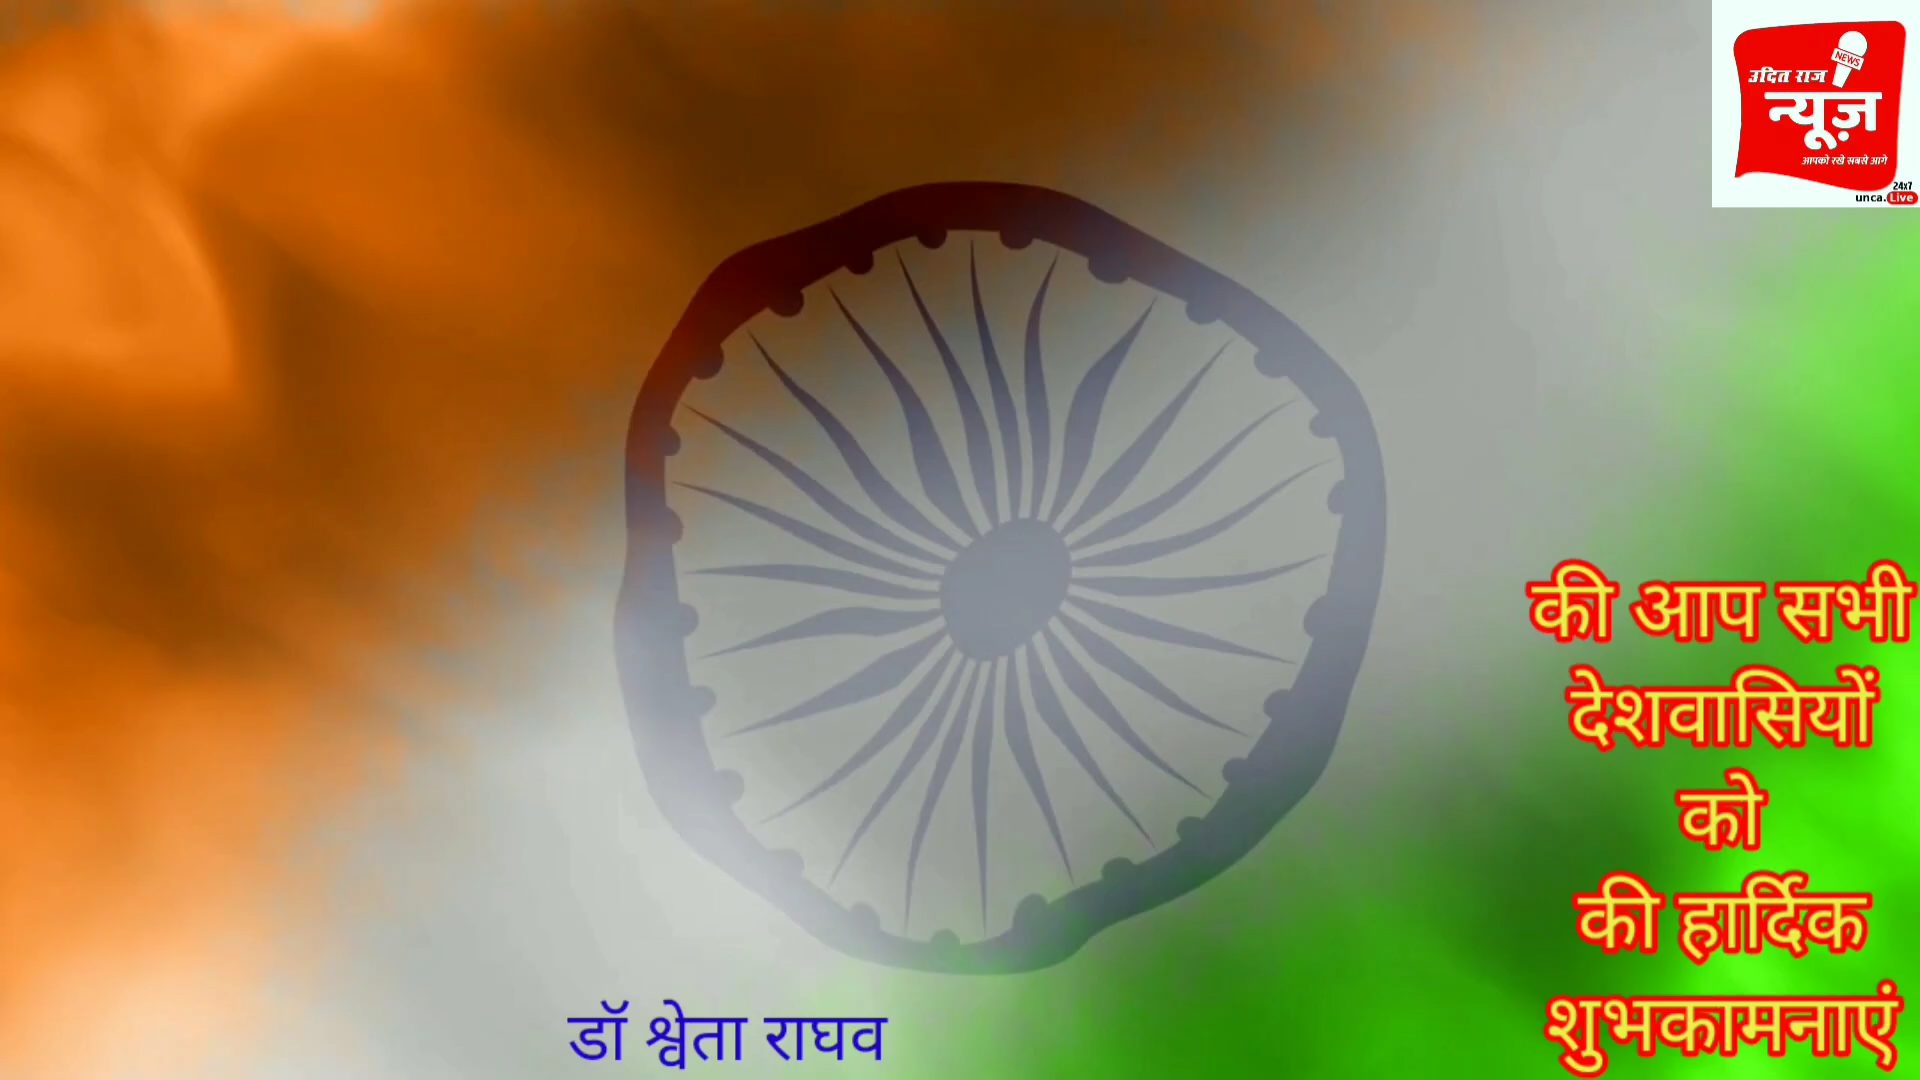 NEWS
उदित राज
न्यूज़
आपको रखे सबसे आगे
24x7
unca. Live
की आप सभी
देशवासियों
को
की हार्दिक
शुभकामनाएं
डॉ श्वेता राघव